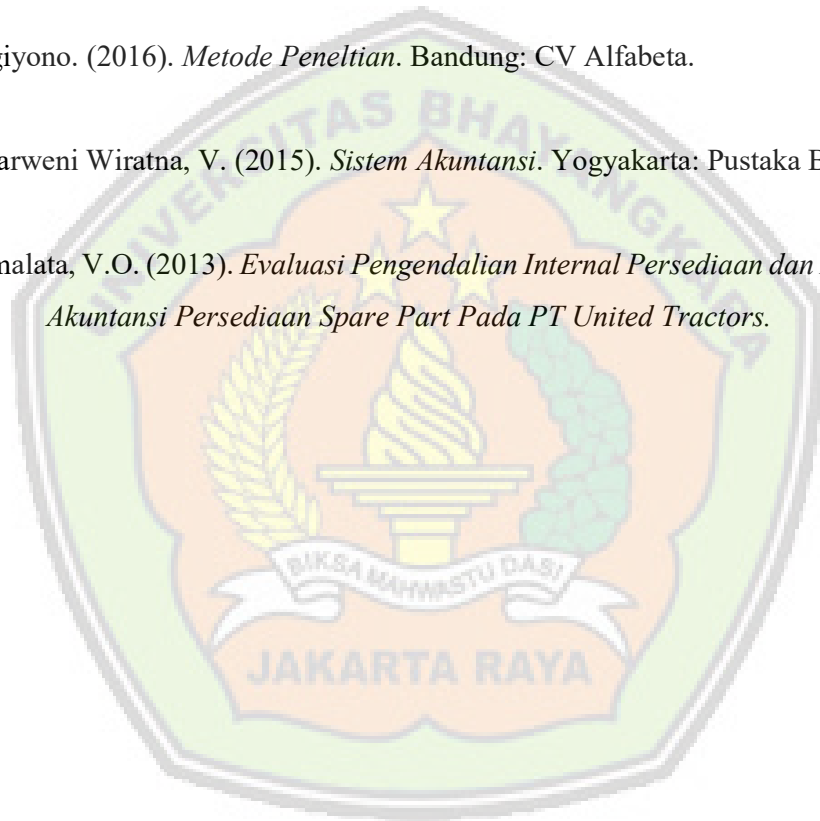 giyono. (2016). Metode Peneltian. Bandung: CV Alfabeta.
arweni Wiratna, V. (2015). Sistem Akuntansi. Yogyakarta: Pustaka B
malata, V.O. (2013). Evaluasi Pengendalian Internal Persediaan dan
Akuntansi Persediaan Spare Part Pada PT United Tractors.
UNIVERSITAS BHAYANGKARA
BIKSA MAHWASTU DASI
JAKARTA RAYA